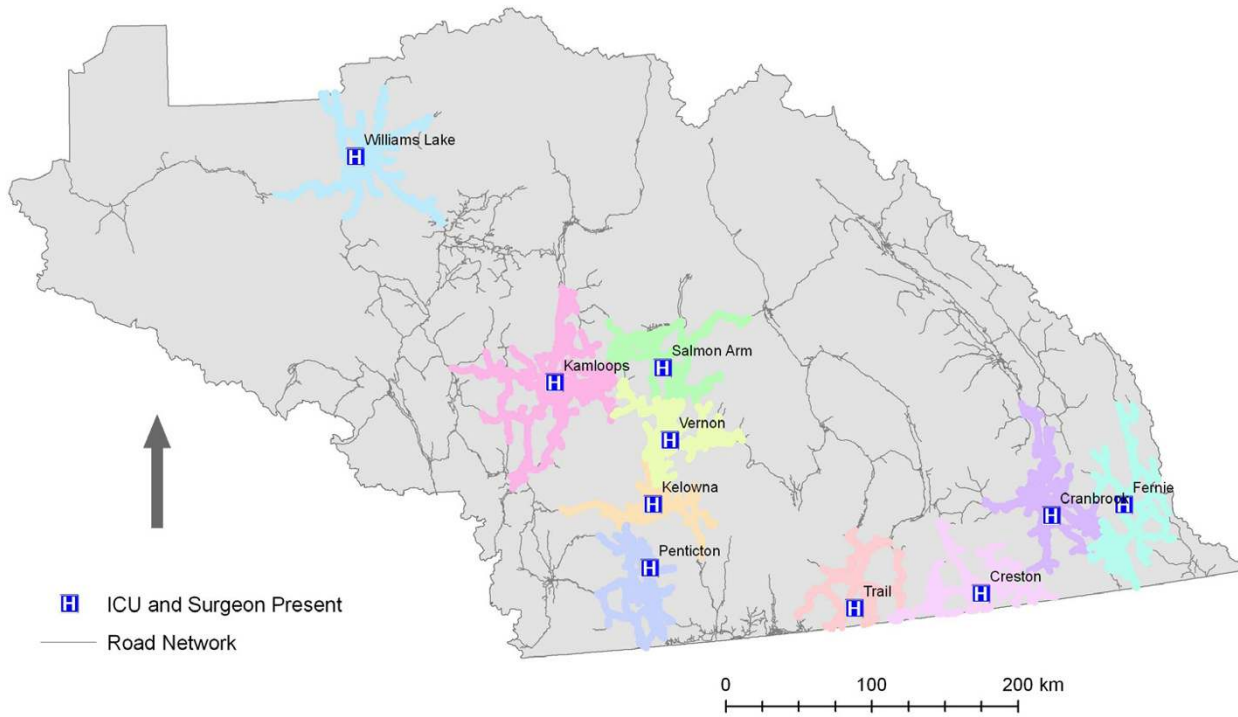 Williams Lake
H
Salmon Arm
H
Kamloops
H
Vernon
H
Kelowna
H
Fernie
H
Cranbrook
H
Penticton
H
Creston
H
Trail
H
H ICU and Surgeon Present
Road Network
0 100 200 km